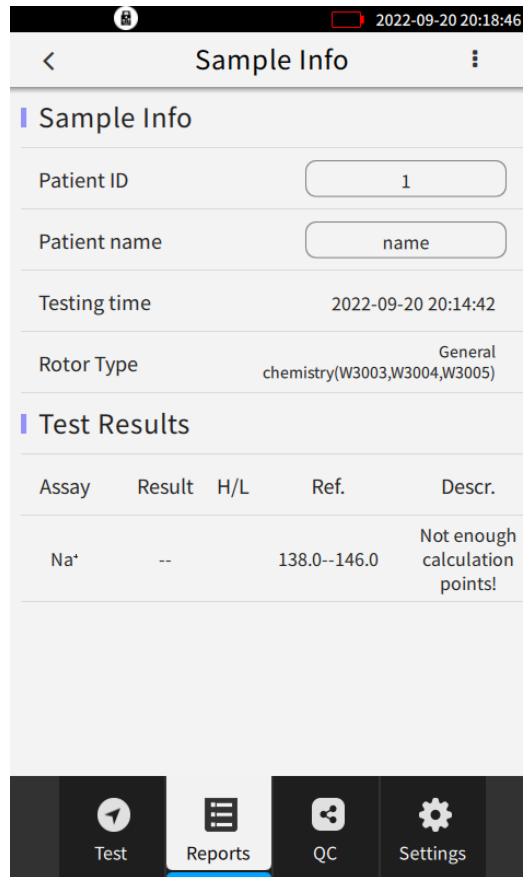 2022-09-20 20:18:46
Sample Info
Sample Info
Patient ID 1
Patient name name
Testing time 2022-09-20 20:14:42
Rotor Type General
chemistry(W3003,W3004,W3005)
Test Results
Assay Result H/L Ref. Descr.
Na⁺ -- 138.0--146.0 Not enough
calculation
points!
Test Reports QC Settings